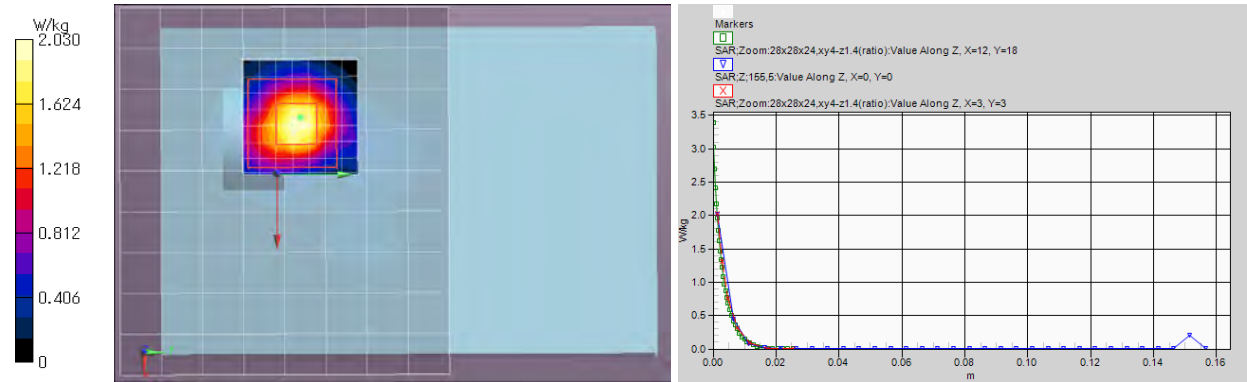 W/kg
2.030
1.624
1.218
0.812
0.406
0
Markers
SAR;Zoom:28x28x24,xy4-z1.4(ratio):Value Along Z, X=12, Y=18
SAR;Z;155,5:Value Along Z, X=0, Y=0
SAR;Zoom:28x28x24,xy4-z1.4(ratio):Value Along Z, X=3, Y=3
3.5
3.0
2.5
2.0
1.5
1.0
0.5
0.0
W/kg
0.00 0.02 0.04 0.06 0.08 0.10 0.12 0.14 0.16
m